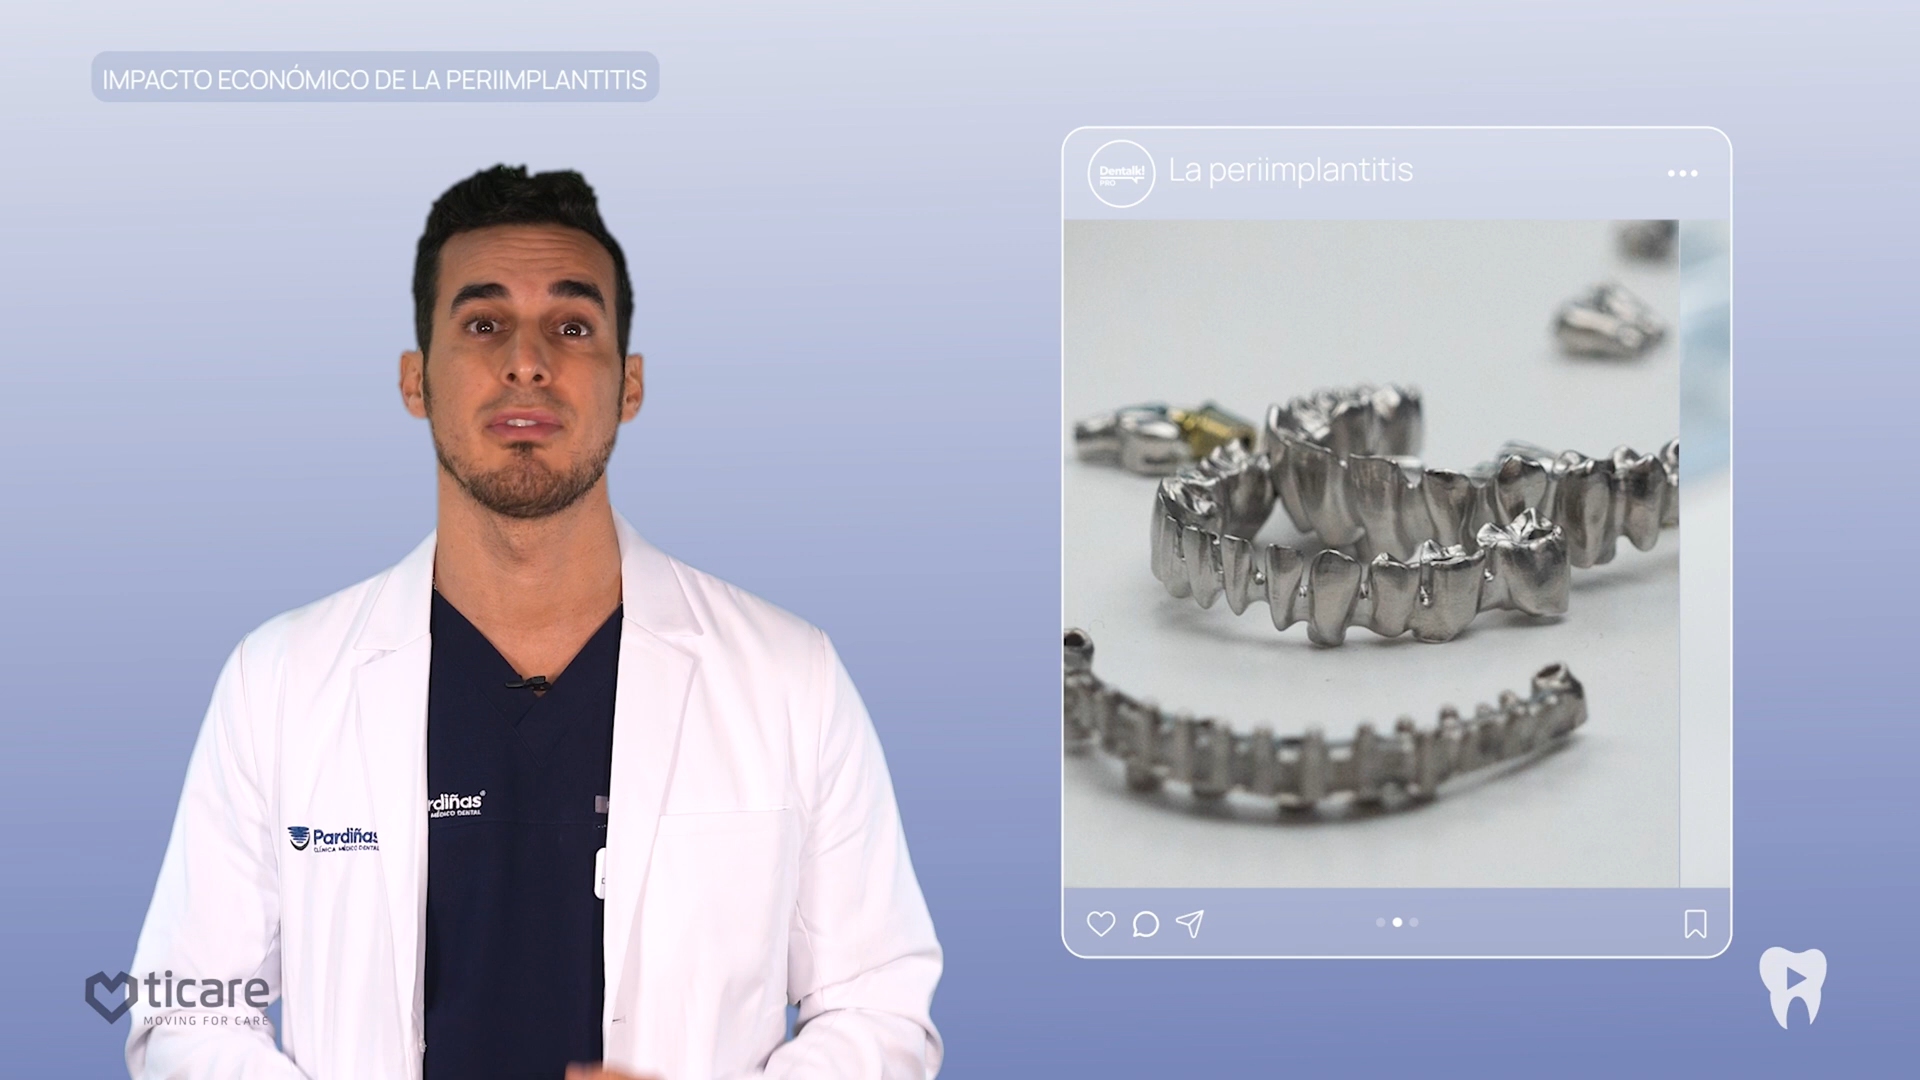 IMPACTO ECONÓMICO DE LA PERIIMPLANTITIS
Dentalk!
PRO
La periimplantitis
rdiñas
MÉDICO DENTAL
Pardiñas
CLÍNICA MÉDICO DENTAL
ticare
MOVING FOR CARE